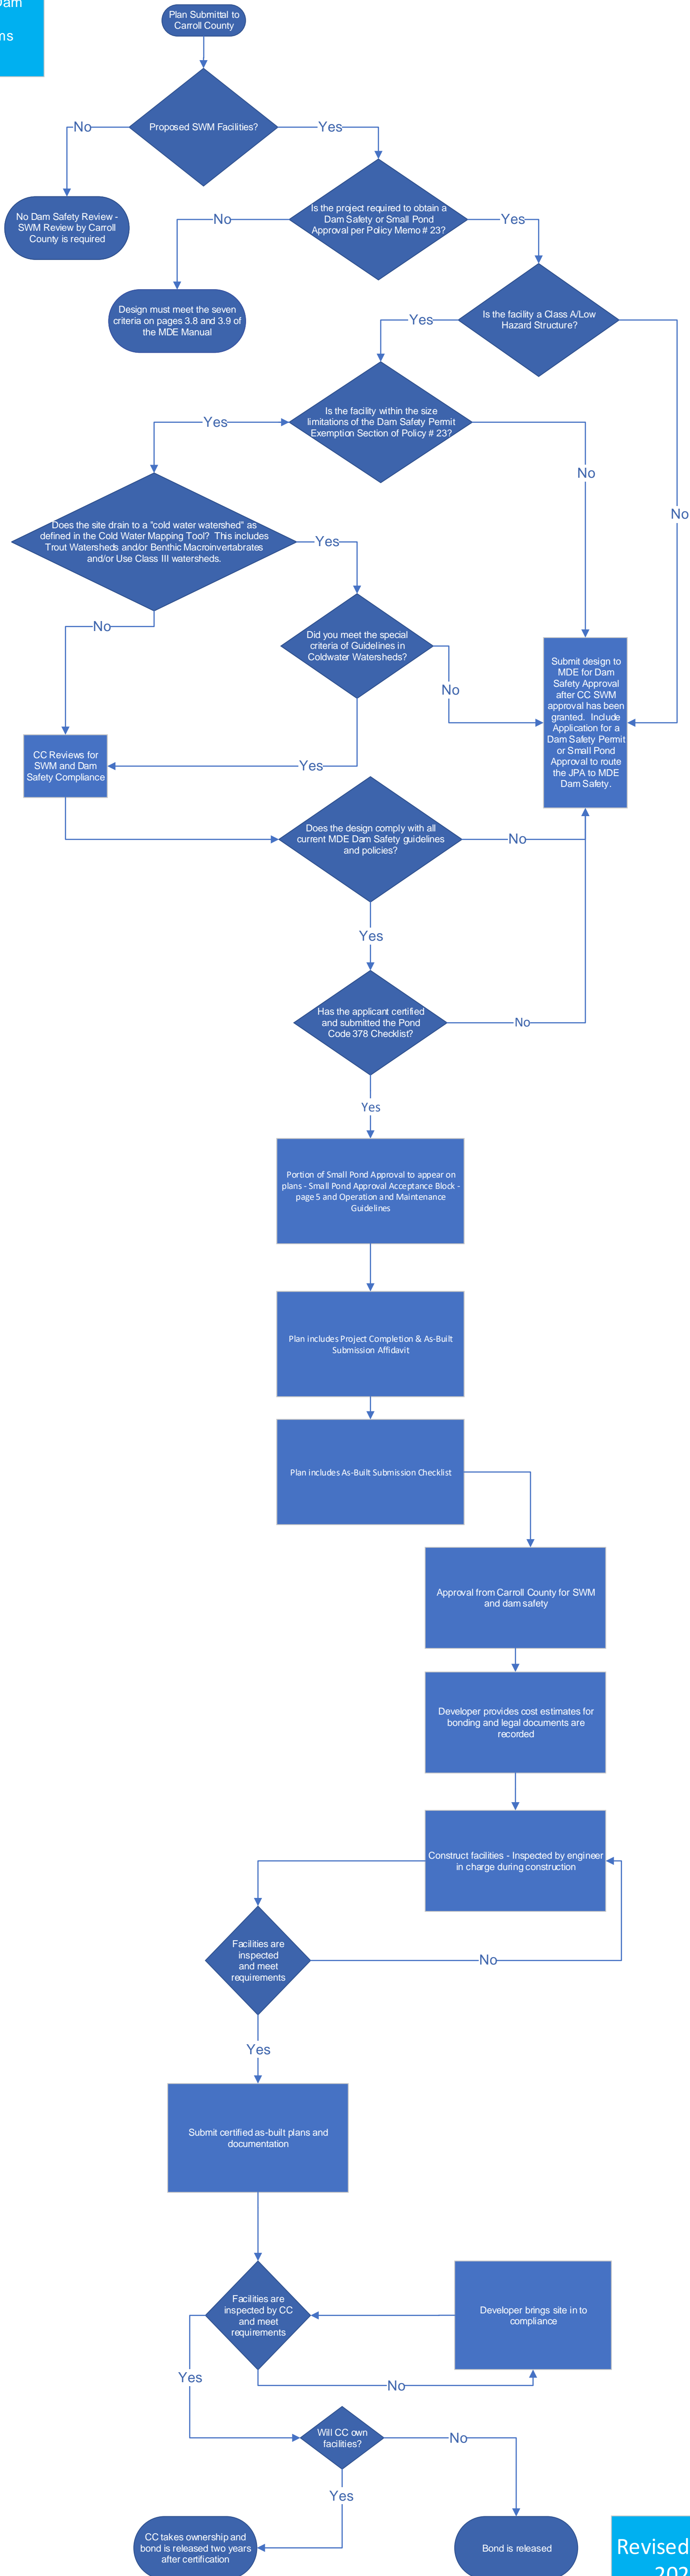 Dam
ns
Plan Submittal to
Carroll County
Proposed SWM Facilities?
No
Yes
No Dam Safety Review -
SWM Review by Carroll
County is required
Is the project required to obtain a
Dam Safety or Small Pond
Approval per Policy Memo # 23?
No
Yes
Design must meet the seven
criteria on pages 3.8 and 3.9 of
the MDE Manual
Is the facility a Class A/Low
Hazard Structure?
Yes
No
Is the facility within the size
limitations of the Dam Safety Permit
Exemption Section of Policy # 23?
Yes
No
Does the site drain to a "cold water watershed" as
defined in the Cold Water Mapping Tool? This includes
Trout Watersheds and/or Benthic Macroinvertabrates
and/or Use Class III watersheds.
Yes
No
Did you meet the special
criteria of Guidelines in
Coldwater Watersheds?
No
Yes
Submit design to
MDE for Dam
Safety Approval
after CC SWM
approval has been
granted. Include
Application for a
Dam Safety Permit
or Small Pond
Approval to route
the JPA to MDE
Dam Safety.
CC Reviews for
SWM and Dam
Safety Compliance
Does the design comply with all
current MDE Dam Safety guidelines
and policies?
No
Yes
Has the applicant certified
and submitted the Pond
Code 378 Checklist?
No
Yes
Portion of Small Pond Approval to appear on
plans - Small Pond Approval Acceptance Block -
page 5 and Operation and Maintenance
Guidelines
Plan includes Project Completion & As-Built
Submission Affidavit
Plan includes As-Built Submission Checklist
Approval from Carroll County for SWM
and dam safety
Developer provides cost estimates for
bonding and legal documents are
recorded
Construct facilities - Inspected by engineer
in charge during construction
Facilities are
inspected
and meet
requirements
No
Yes
Submit certified as-built plans and
documentation
Facilities are
inspected by CC
and meet
requirements
Developer brings site in to
compliance
Yes
No
Will CC own
facilities?
No
Yes
CC takes ownership and
bond is released two years
after certification
Bond is released
Revised
202